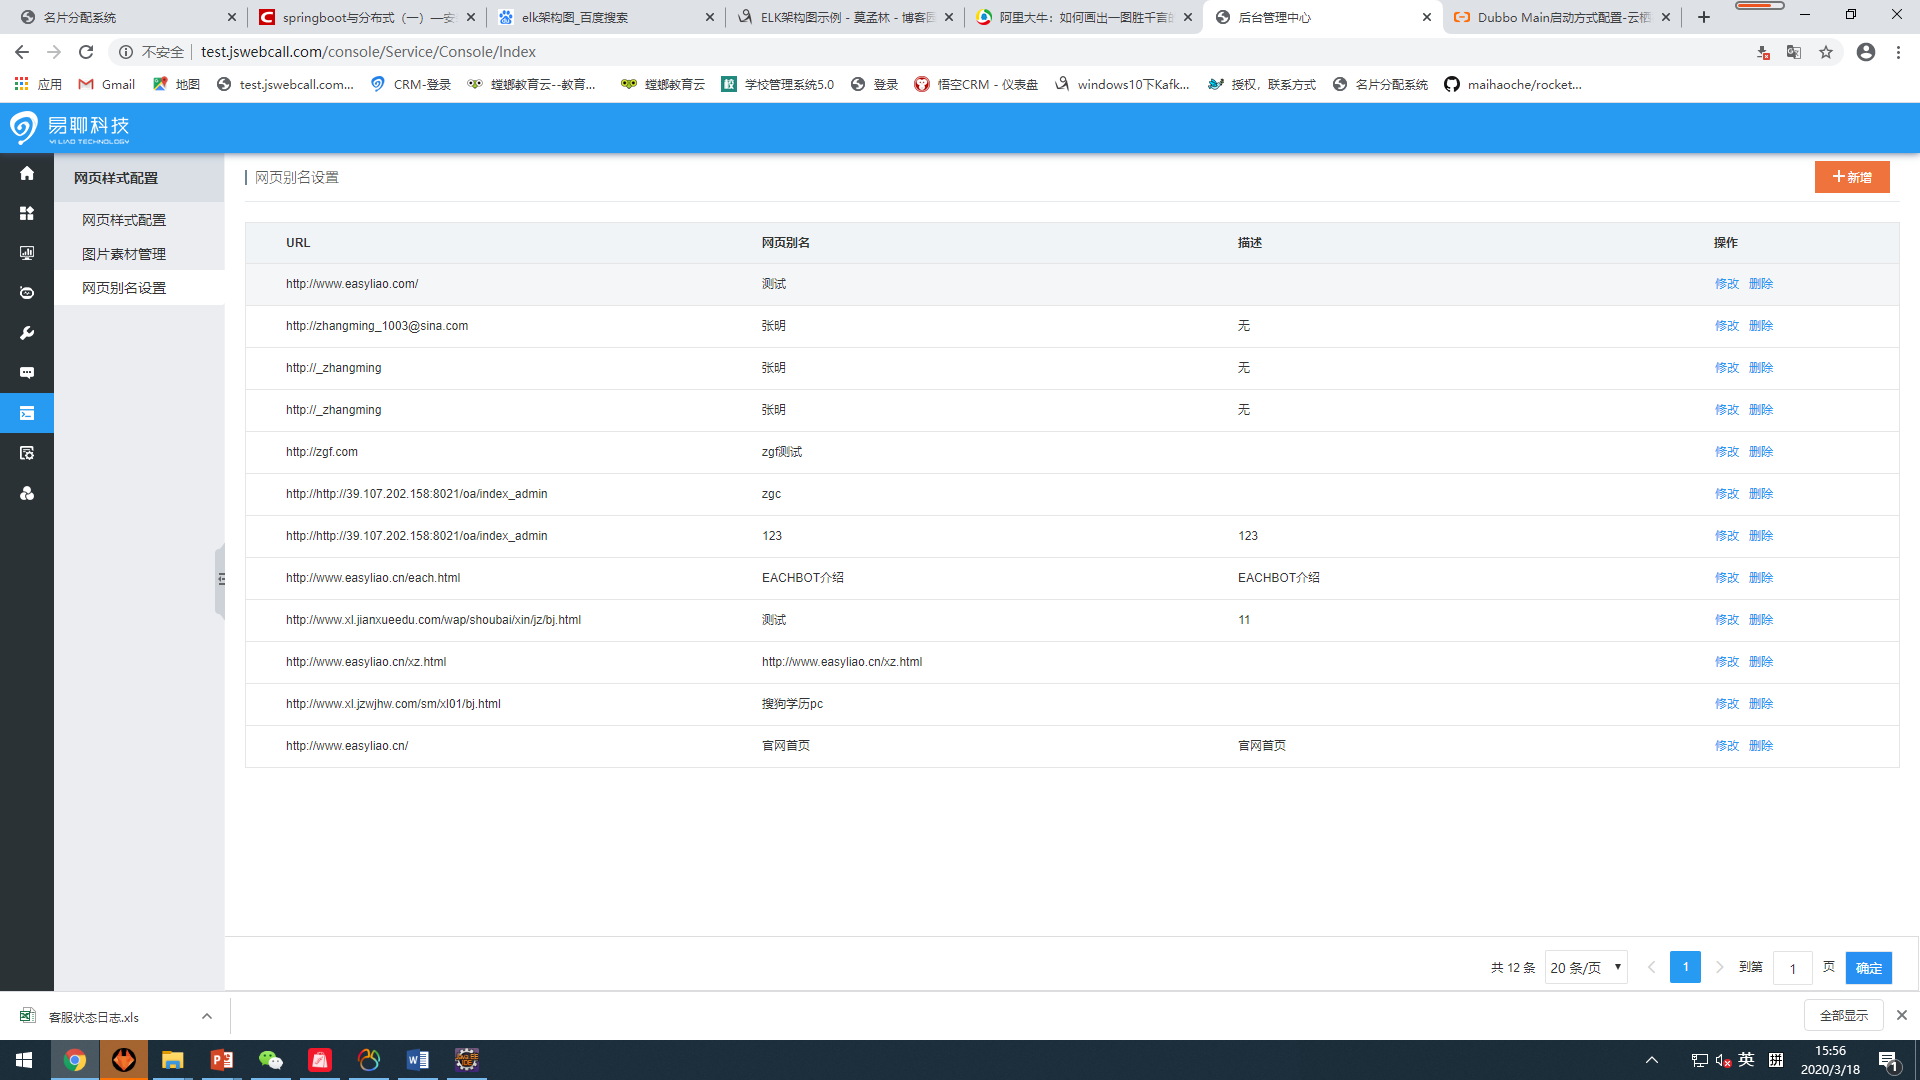 名片分配系统
springboot与分布式（一）—安
elk架构图_百度搜索
ELK架构图示例 - 莫孟林 - 博客园
阿里大牛：如何画出一图胜千言的
后台管理中心
Dubbo Main启动方式配置-云栖
不安全 test.jswebcall.com/console/Service/Console/Index
应用 Gmail 地图 test.jswebcall.com... CRM-登录 螳螂教育云--教育... 螳螂教育云 学校管理系统5.0 登录 悟空CRM - 仪表盘 windows10下Kafk... 授权，联系方式 名片分配系统 maihaoche/rocket...
易聊科技
YI LIAO TECHNOLOGY
网页样式配置
网页样式配置
图片素材管理
网页别名设置
网页别名设置
新增
URL 网页别名 描述 操作
http://www.easyliao.com/ 测试 修改 删除
http://zhangming_1003@sina.com 张明 无 修改 删除
http://_zhangming 张明 无 修改 删除
http://_zhangming 张明 无 修改 删除
http://zgf.com zgf测试 修改 删除
http://http://39.107.202.158:8021/oa/index_admin zgc 修改 删除
http://http://39.107.202.158:8021/oa/index_admin 123 123 修改 删除
http://www.easyliao.cn/each.html EACHBOT介绍 EACHBOT介绍 修改 删除
http://www.xl.jianxueedu.com/wap/shoubai/xin/jz/bj.html 测试 11 修改 删除
http://www.easyliao.cn/xz.html http://www.easyliao.cn/xz.html 修改 删除
http://www.xl.jzwjhw.com/sm/xl01/bj.html 搜狗学历pc 修改 删除
http://www.easyliao.cn/ 官网首页 官网首页 修改 删除
共 12 条 20 条/页 1 到第 1 页 确定
客服状态日志.xls
全部显示
英 拼
15:56
2020/3/18
1